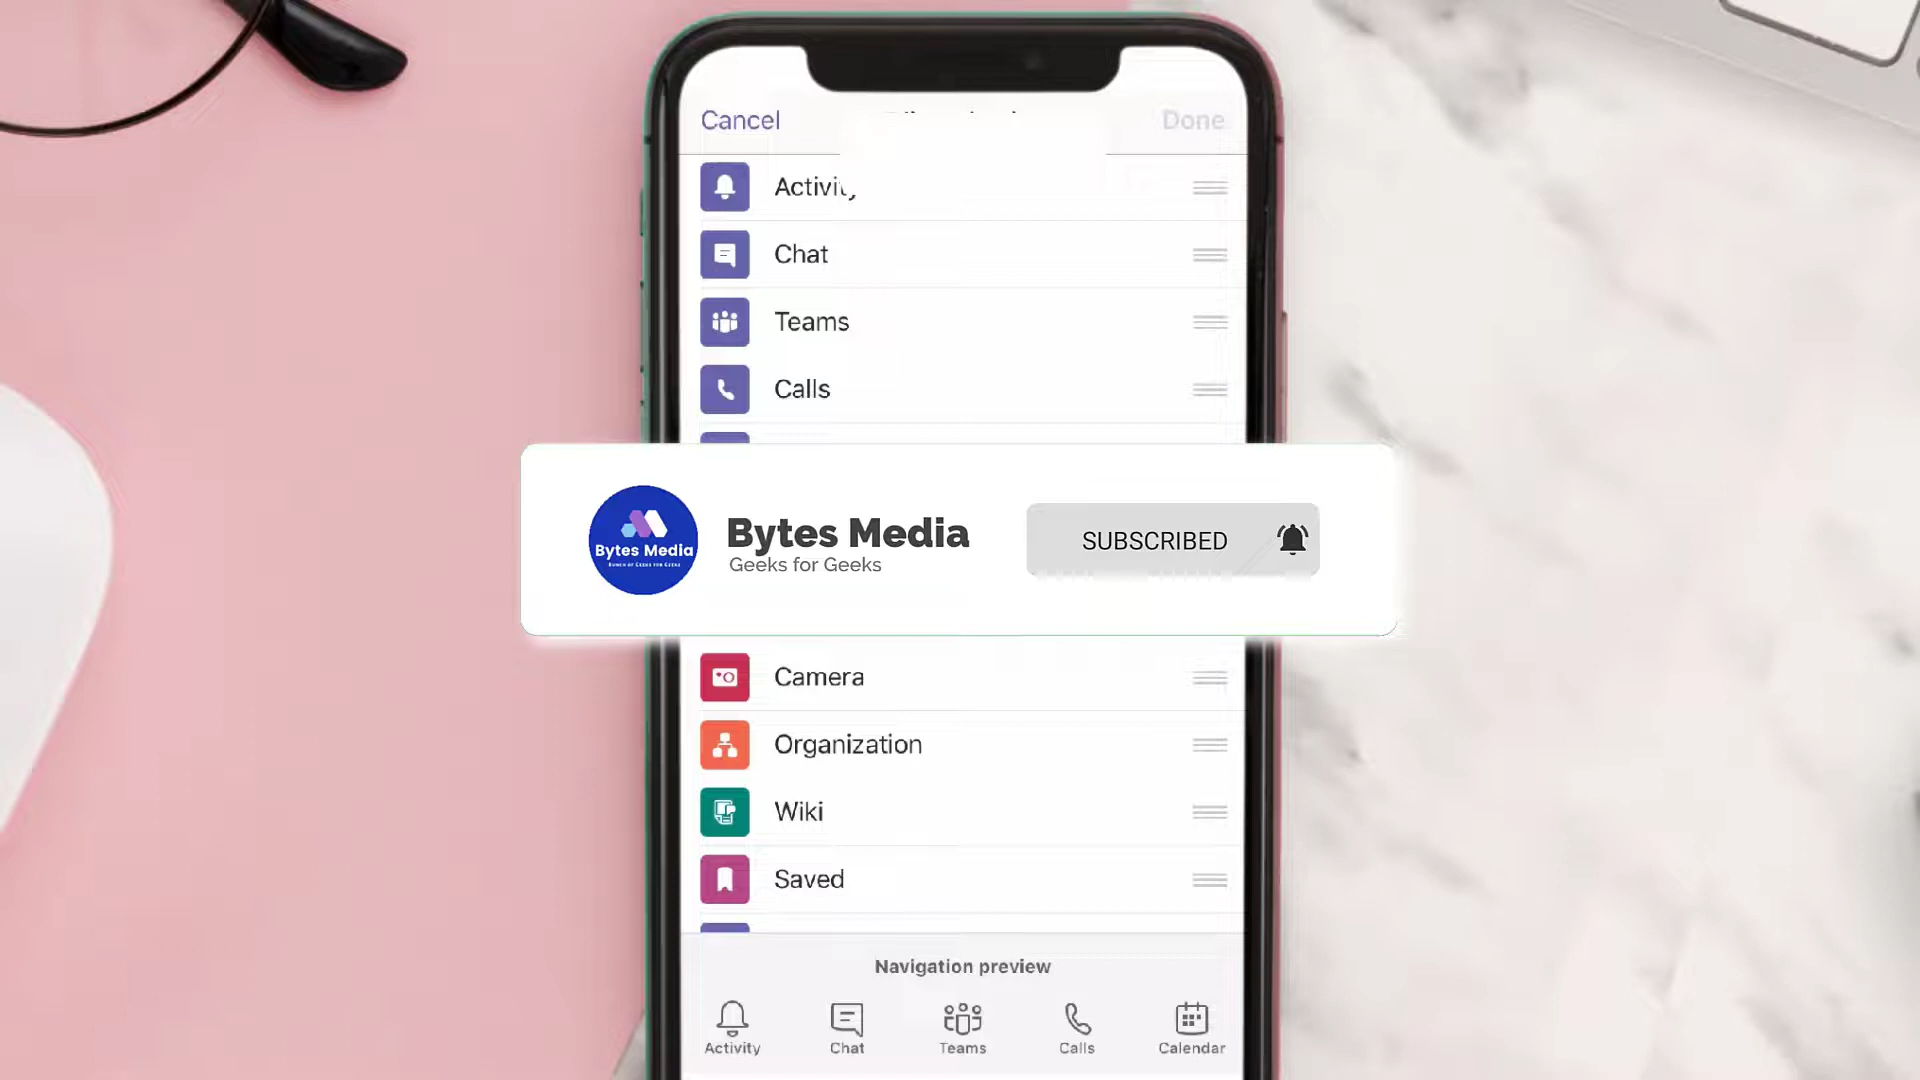 Cancel
Done
Activity
Chat
Teams
Calls
Bytes Media
Bytes Media
Geeks for Geeks
SUBSCRIBED
Camera
Organization
Wiki
Saved
Navigation preview
Activity
Chat
Teams
Calls
Calendar